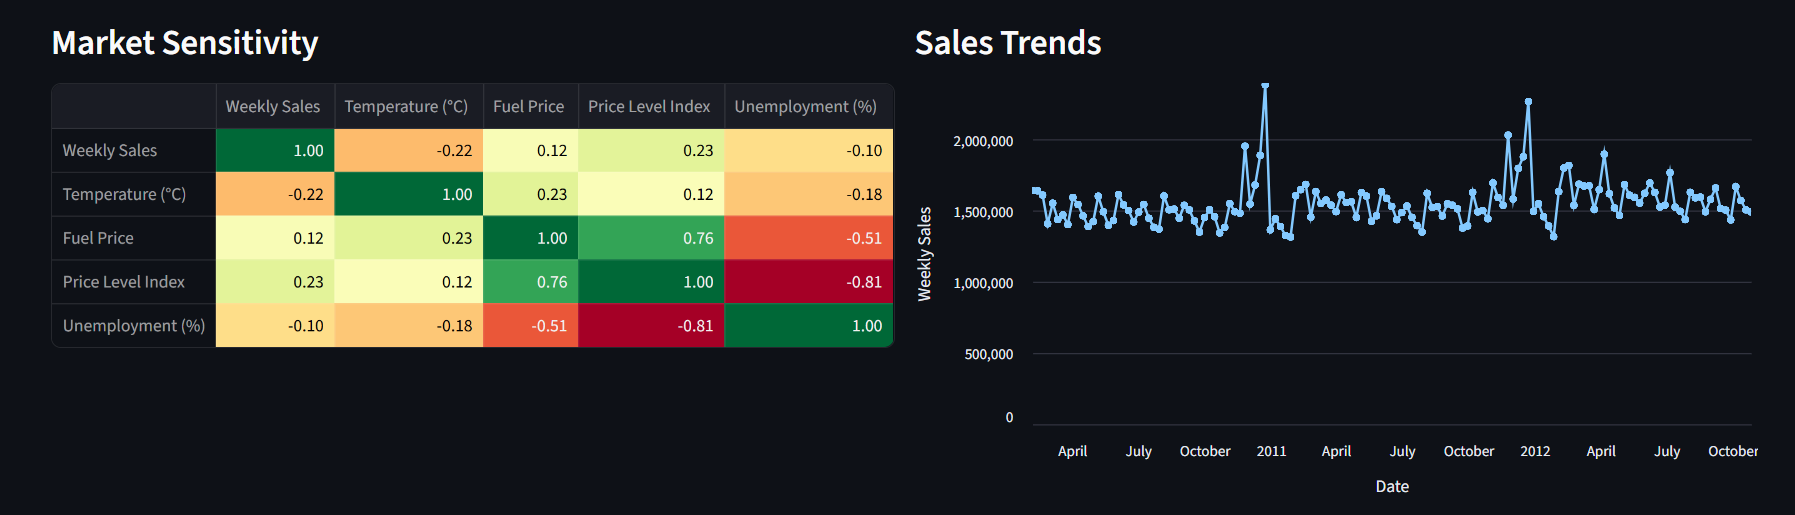 Market Sensitivity
Weekly Sales Temperature (°C) Fuel Price Price Level Index Unemployment (%)
Weekly Sales 1.00 -0.22 0.12 0.23 -0.10
Temperature (°C) -0.22 1.00 0.23 0.12 -0.18
Fuel Price 0.12 0.23 1.00 0.76 -0.51
Price Level Index 0.23 0.12 0.76 1.00 -0.81
Unemployment (%) -0.10 -0.18 -0.51 -0.81 1.00
Sales Trends
Weekly Sales
2,000,000
1,500,000
1,000,000
500,000
0
April July October 2011 April July October 2012 April July October
Date